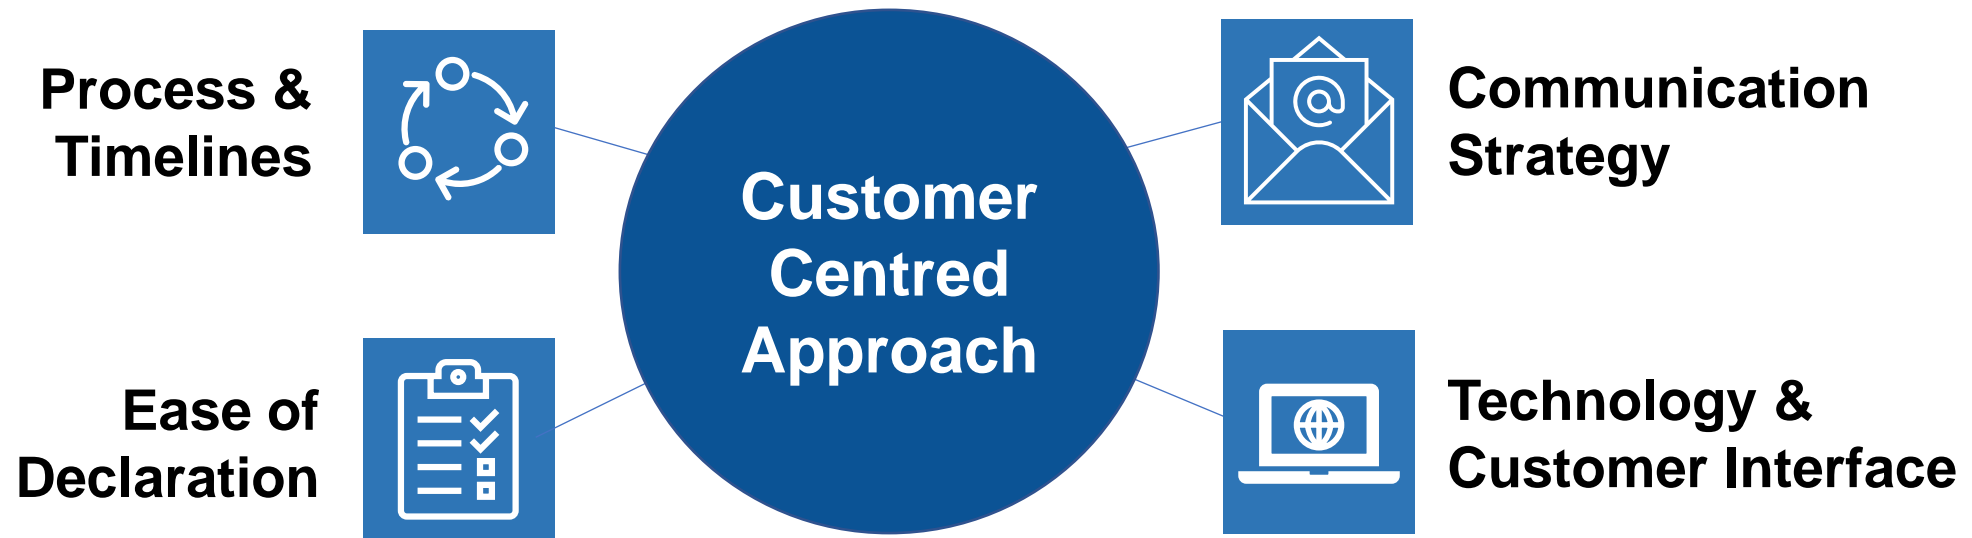 Process &
Timelines
Ease of
Declaration
Customer
Centred
Approach
Communication
Strategy
Technology &
Customer Interface